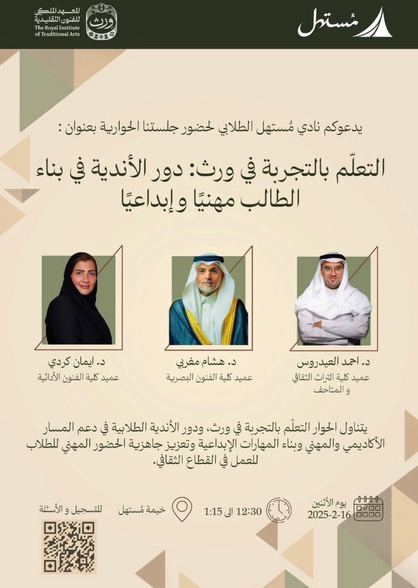 مُستهل
ورث
المعهد الملكي
للفنون التقليدية
The Royal Institute
of Traditional Arts
يدعوكم نادي مُستهل الطلابي لحضور جلستنا الحوارية بعنوان :
التعلّم بالتجربة في ورث: دور الأندية في بناء
الطالب مهنيًا وإبداعيًا
د. احمد العيدروس
عميد كلية التراث الثقافي
و المتاحف
د. هشام مغربي
عميد كلية الفنون البصرية
د. ايمان كردي
عميد كلية الفنون الأدائية
يتناول الحوار التعلّم بالتجربة في ورث، ودور الأندية الطلابية في دعم المسار
الأكاديمي والمهني وبناء المهارات الإبداعية وتعزيز جاهزية الحضور المهني للطلاب
للعمل في القطاع الثقافي.
يوم الأثنين
2025-2-16
12:30 الى 1:15
خيمة مُستهل
للتسجيل و الأسئلة